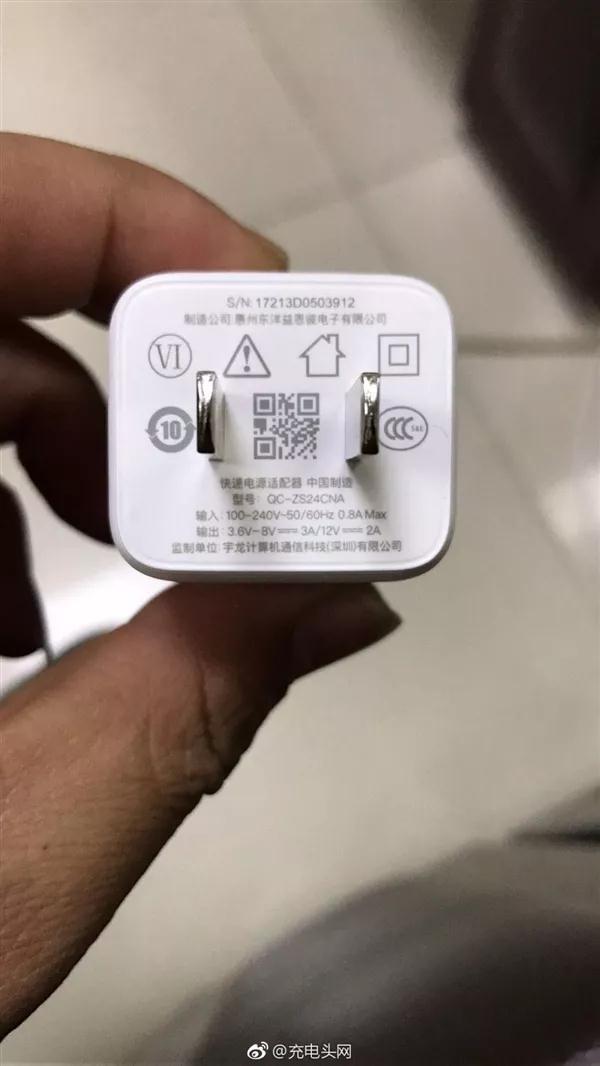 S/N: 17213D0503912
制造公司:惠州东洋益恩彼电子有限公司
VI
10
CCC S&E
快速电源适配器 中国制造
型号: QC-ZS24CNA
输入: 100-240V~50/60Hz 0.8A Max
输出: 3.6V-8V⎓3A/12V⎓2A
监制单位: 宇龙计算机通信科技(深圳)有限公司
@充电头网